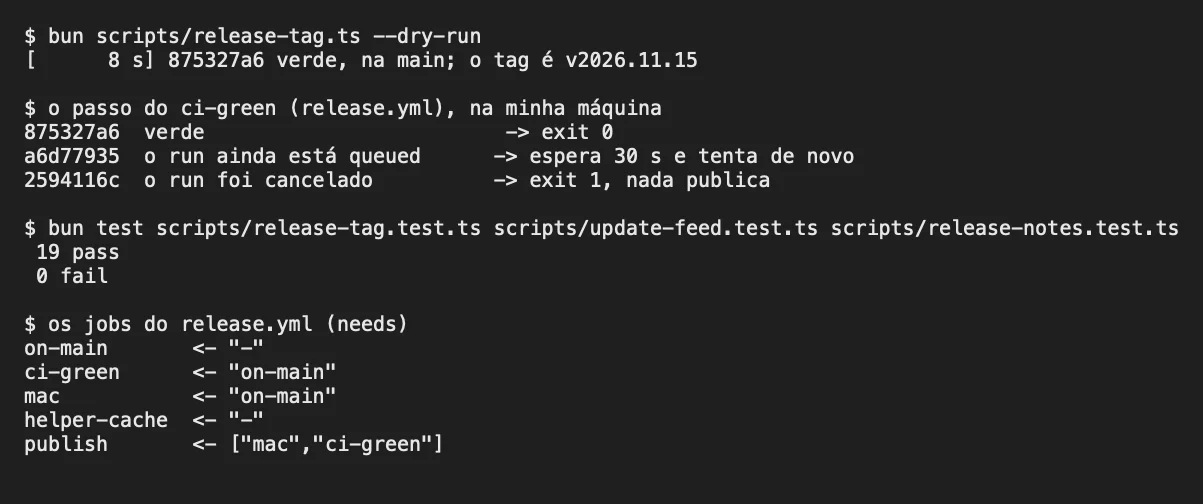 $ bun scripts/release-tag.ts --dry-run
[      8 s] 875327a6 verde, na main; o tag é v2026.11.15
$ o passo do ci-green (release.yml), na minha máquina
875327a6  verde                         -> exit 0
a6d77935  o run ainda está queued      -> espera 30 s e tenta de novo
2594116c  o run foi cancelado          -> exit 1, nada publica
$ bun test scripts/release-tag.test.ts scripts/update-feed.test.ts scripts/release-notes.test.ts
 19 pass
 0 fail
$ os jobs do release.yml (needs)
on-main       <- "-"
ci-green      <- "on-main"
mac           <- "on-main"
helper-cache  <- "-"
publish       <- ["mac","ci-green"]